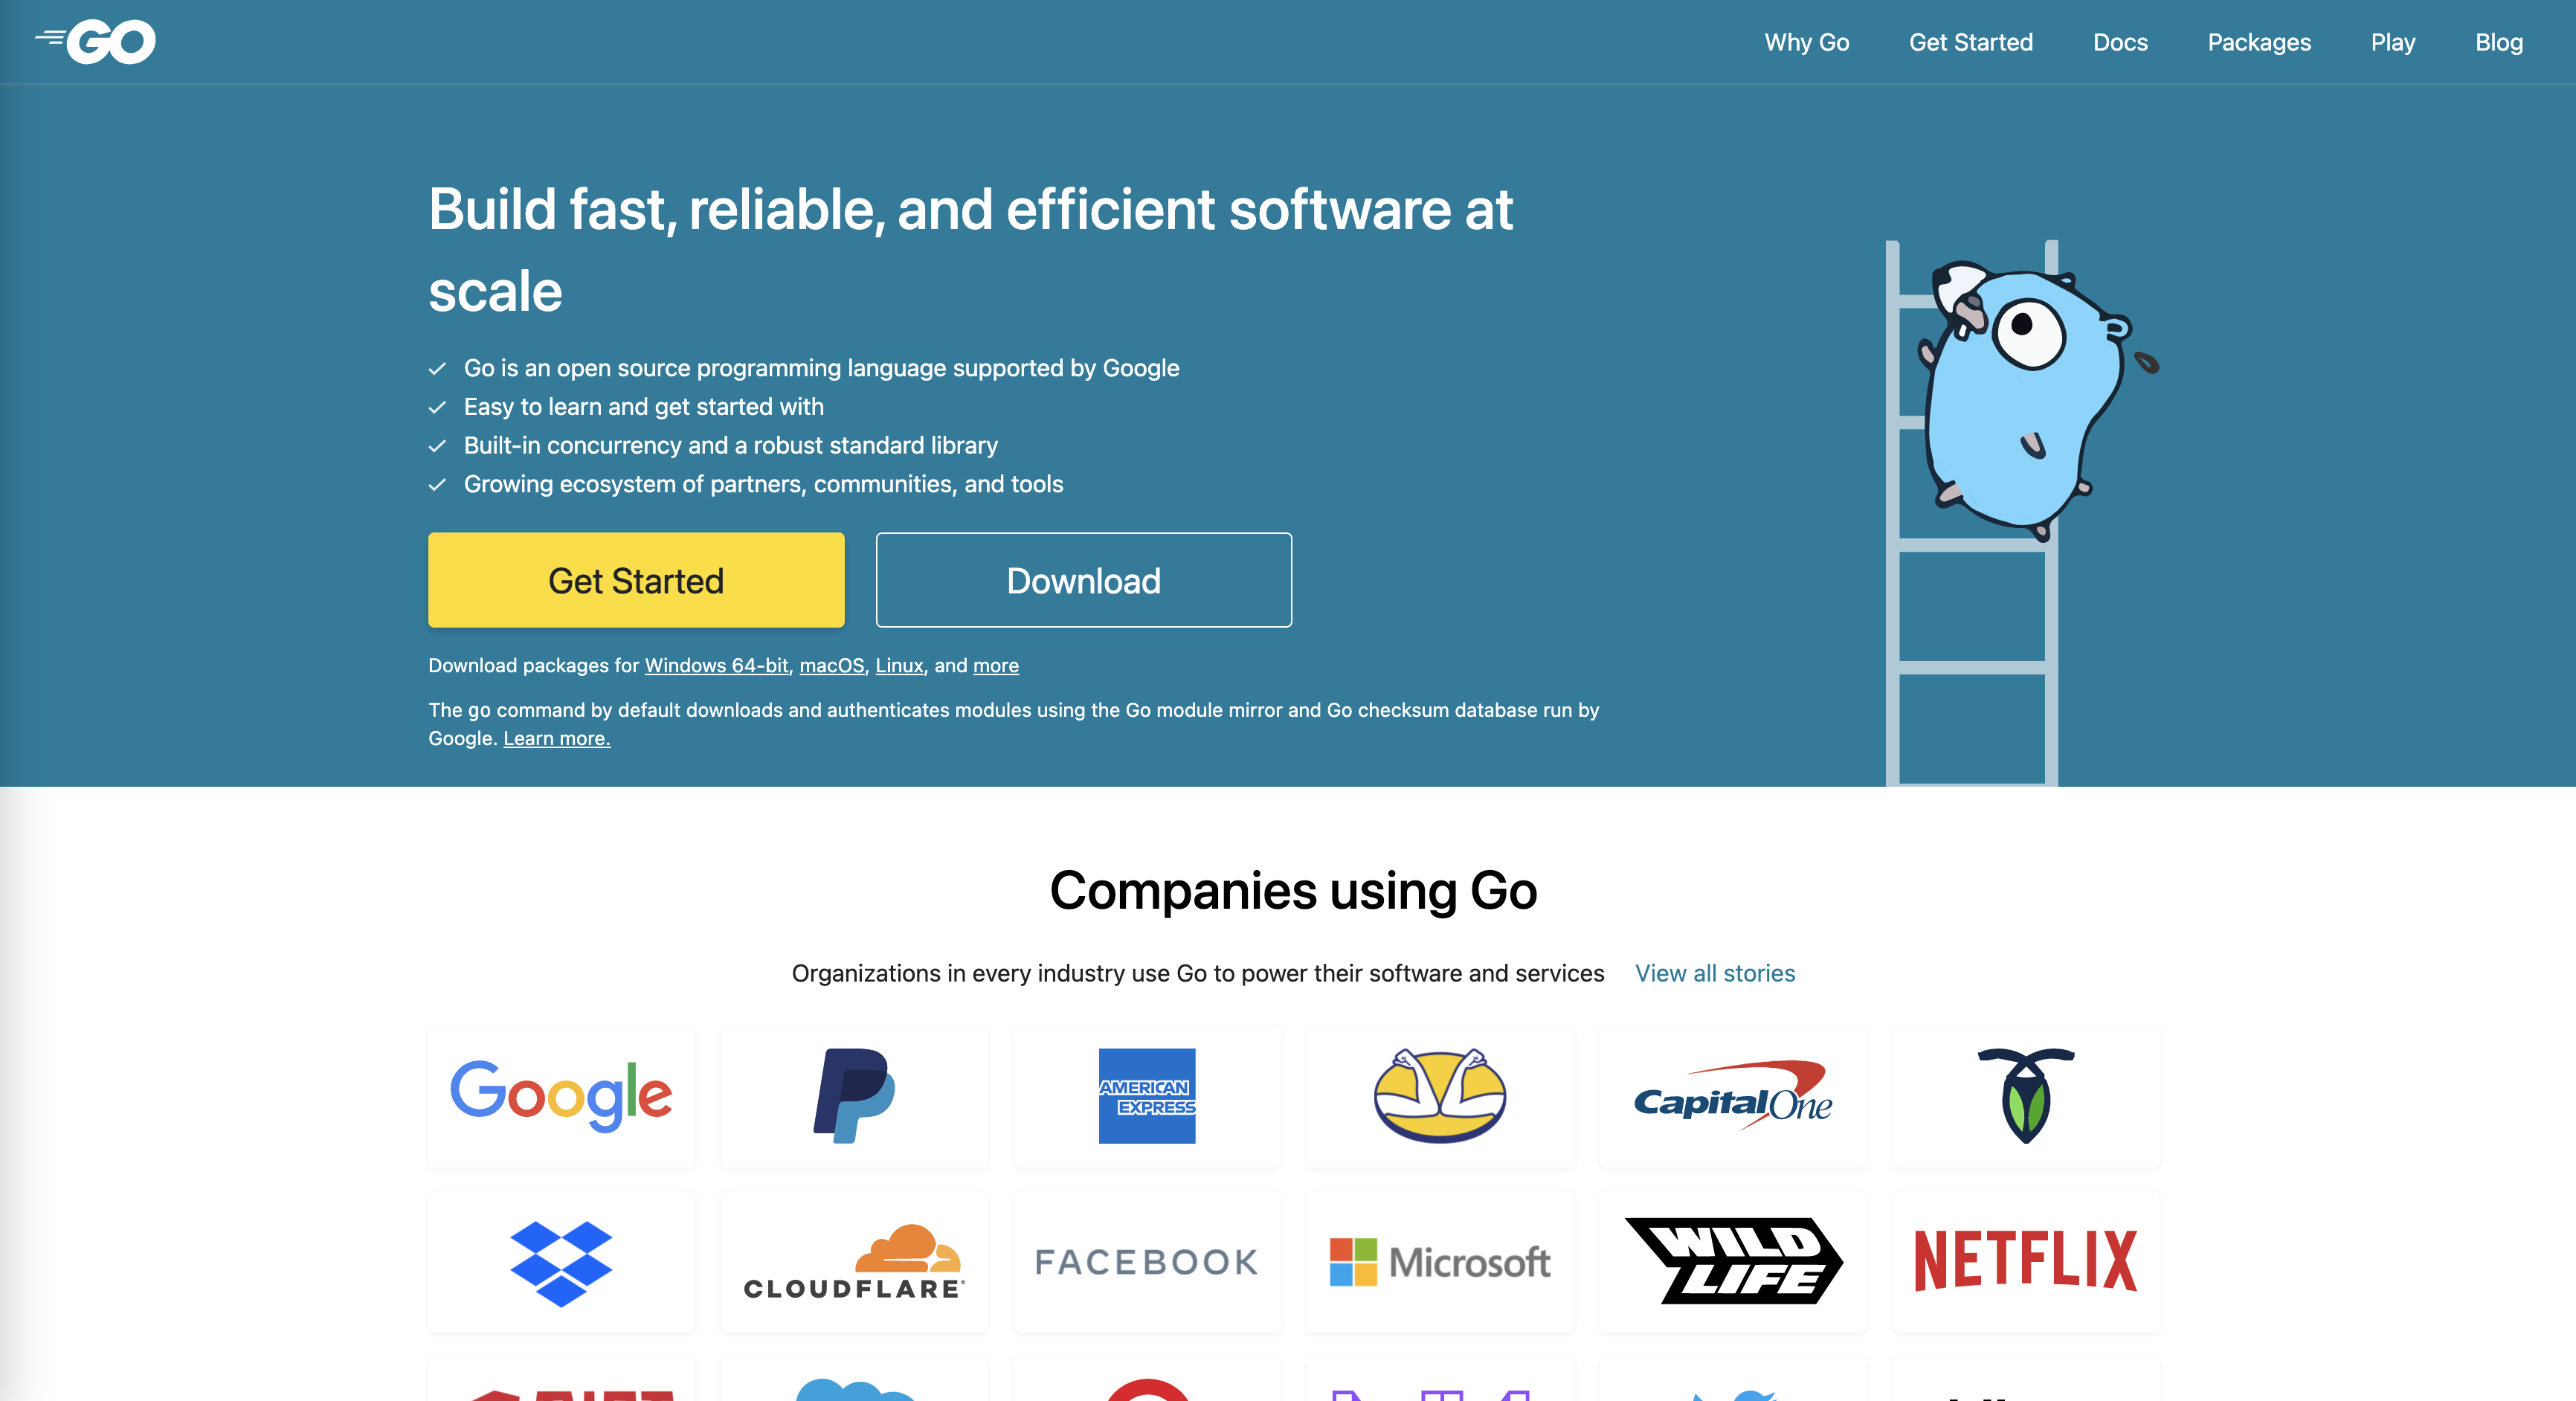 GO
Why Go Get Started Docs Packages Play Blog
Build fast, reliable, and efficient software at
scale
Go is an open source programming language supported by Google
Easy to learn and get started with
Built-in concurrency and a robust standard library
Growing ecosystem of partners, communities, and tools
Get Started Download
Download packages for Windows 64-bit, macOS, Linux, and more
The go command by default downloads and authenticates modules using the Go module mirror and Go checksum database run by
Google. Learn more.
Companies using Go
Organizations in every industry use Go to power their software and services View all stories
Google
AMERICAN
EXPRESS
CapitalOne
CLOUDFLARE
FACEBOOK
Microsoft
WILD
LIFE
NETFLIX